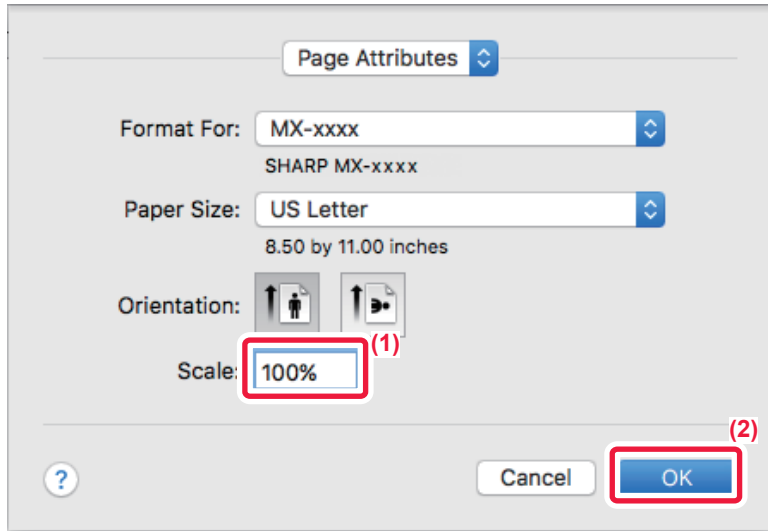 Page Attributes
Format For: MX-xxxx
SHARP MX-xxxx
Paper Size: US Letter
8.50 by 11.00 inches
Orientation:
(1)
Scale: 100%
(2)
? Cancel OK